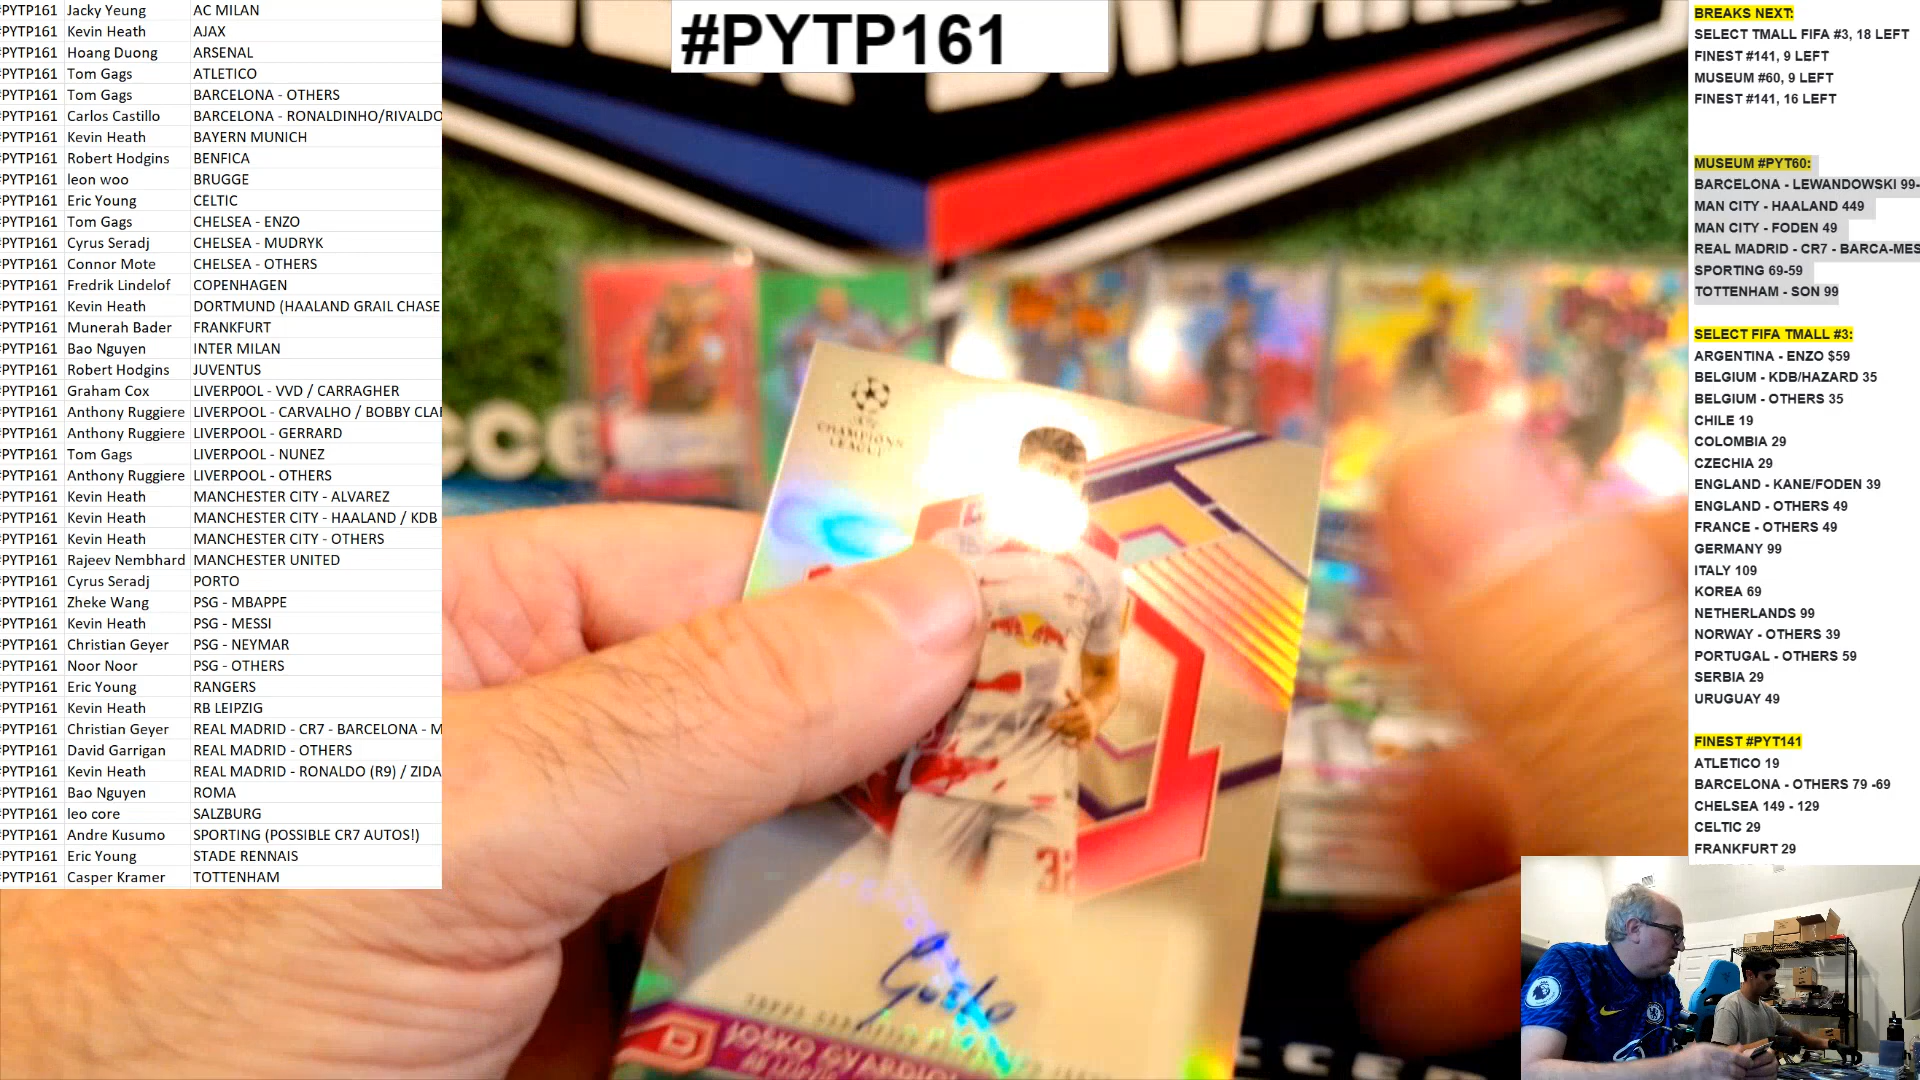 #PYTP161
#PYTP161 Jacky Yeung AC MILAN
#PYTP161 Kevin Heath AJAX
#PYTP161 Hoang Duong ARSENAL
#PYTP161 Tom Gags ATLETICO
#PYTP161 Tom Gags BARCELONA - OTHERS
#PYTP161 Carlos Castillo BARCELONA - RONALDINHO/RIVALDO
#PYTP161 Kevin Heath BAYERN MUNICH
#PYTP161 Robert Hodgins BENFICA
#PYTP161 leon woo BRUGGE
#PYTP161 Eric Young CELTIC
#PYTP161 Tom Gags CHELSEA - ENZO
#PYTP161 Cyrus Seradj CHELSEA - MUDRYK
#PYTP161 Connor Mote CHELSEA - OTHERS
#PYTP161 Fredrik Lindelof COPENHAGEN
#PYTP161 Kevin Heath DORTMUND (HAALAND GRAIL CHASE
#PYTP161 Munerah Bader FRANKFURT
#PYTP161 Bao Nguyen INTER MILAN
#PYTP161 Robert Hodgins JUVENTUS
#PYTP161 Graham Cox LIVERP0OL - VVD / CARRAGHER
#PYTP161 Anthony Ruggiere LIVERPOOL - CARVALHO / BOBBY CLAR
#PYTP161 Anthony Ruggiere LIVERPOOL - GERRARD
#PYTP161 Tom Gags LIVERPOOL - NUNEZ
#PYTP161 Anthony Ruggiere LIVERPOOL - OTHERS
#PYTP161 Kevin Heath MANCHESTER CITY - ALVAREZ
#PYTP161 Kevin Heath MANCHESTER CITY - HAALAND / KDB
#PYTP161 Kevin Heath MANCHESTER CITY - OTHERS
#PYTP161 Rajeev Nembhard MANCHESTER UNITED
#PYTP161 Cyrus Seradj PORTO
#PYTP161 Zheke Wang PSG - MBAPPE
#PYTP161 Kevin Heath PSG - MESSI
#PYTP161 Christian Geyer PSG - NEYMAR
#PYTP161 Noor Noor PSG - OTHERS
#PYTP161 Eric Young RANGERS
#PYTP161 Kevin Heath RB LEIPZIG
#PYTP161 Christian Geyer REAL MADRID - CR7 - BARCELONA - M
#PYTP161 David Garrigan REAL MADRID - OTHERS
#PYTP161 Kevin Heath REAL MADRID - RONALDO (R9) / ZIDA
#PYTP161 Bao Nguyen ROMA
#PYTP161 leo core SALZBURG
#PYTP161 Andre Kusumo SPORTING (POSSIBLE CR7 AUTOS!)
#PYTP161 Eric Young STADE RENNAIS
#PYTP161 Casper Kramer TOTTENHAM
CHAMPIONS
LEAGUE
JOŠKO GVARDIOL
RB LEIPZIG
BREAKS NEXT:
SELECT TMALL FIFA #3, 18 LEFT
FINEST #141, 9 LEFT
MUSEUM #60, 9 LEFT
FINEST #141, 16 LEFT
MUSEUM #PYT60:
BARCELONA - LEWANDOWSKI 99-
MAN CITY - HAALAND 449
MAN CITY - FODEN 49
REAL MADRID - CR7 - BARCA-MES
SPORTING 69-59
TOTTENHAM - SON 99
SELECT FIFA TMALL #3:
ARGENTINA - ENZO $59
BELGIUM - KDB/HAZARD 35
BELGIUM - OTHERS 35
CHILE 19
COLOMBIA 29
CZECHIA 29
ENGLAND - KANE/FODEN 39
ENGLAND - OTHERS 49
FRANCE - OTHERS 49
GERMANY 99
ITALY 109
KOREA 69
NETHERLANDS 99
NORWAY - OTHERS 39
PORTUGAL - OTHERS 59
SERBIA 29
URUGUAY 49
FINEST #PYT141
ATLETICO 19
BARCELONA - OTHERS 79 -69
CHELSEA 149 - 129
CELTIC 29
FRANKFURT 29